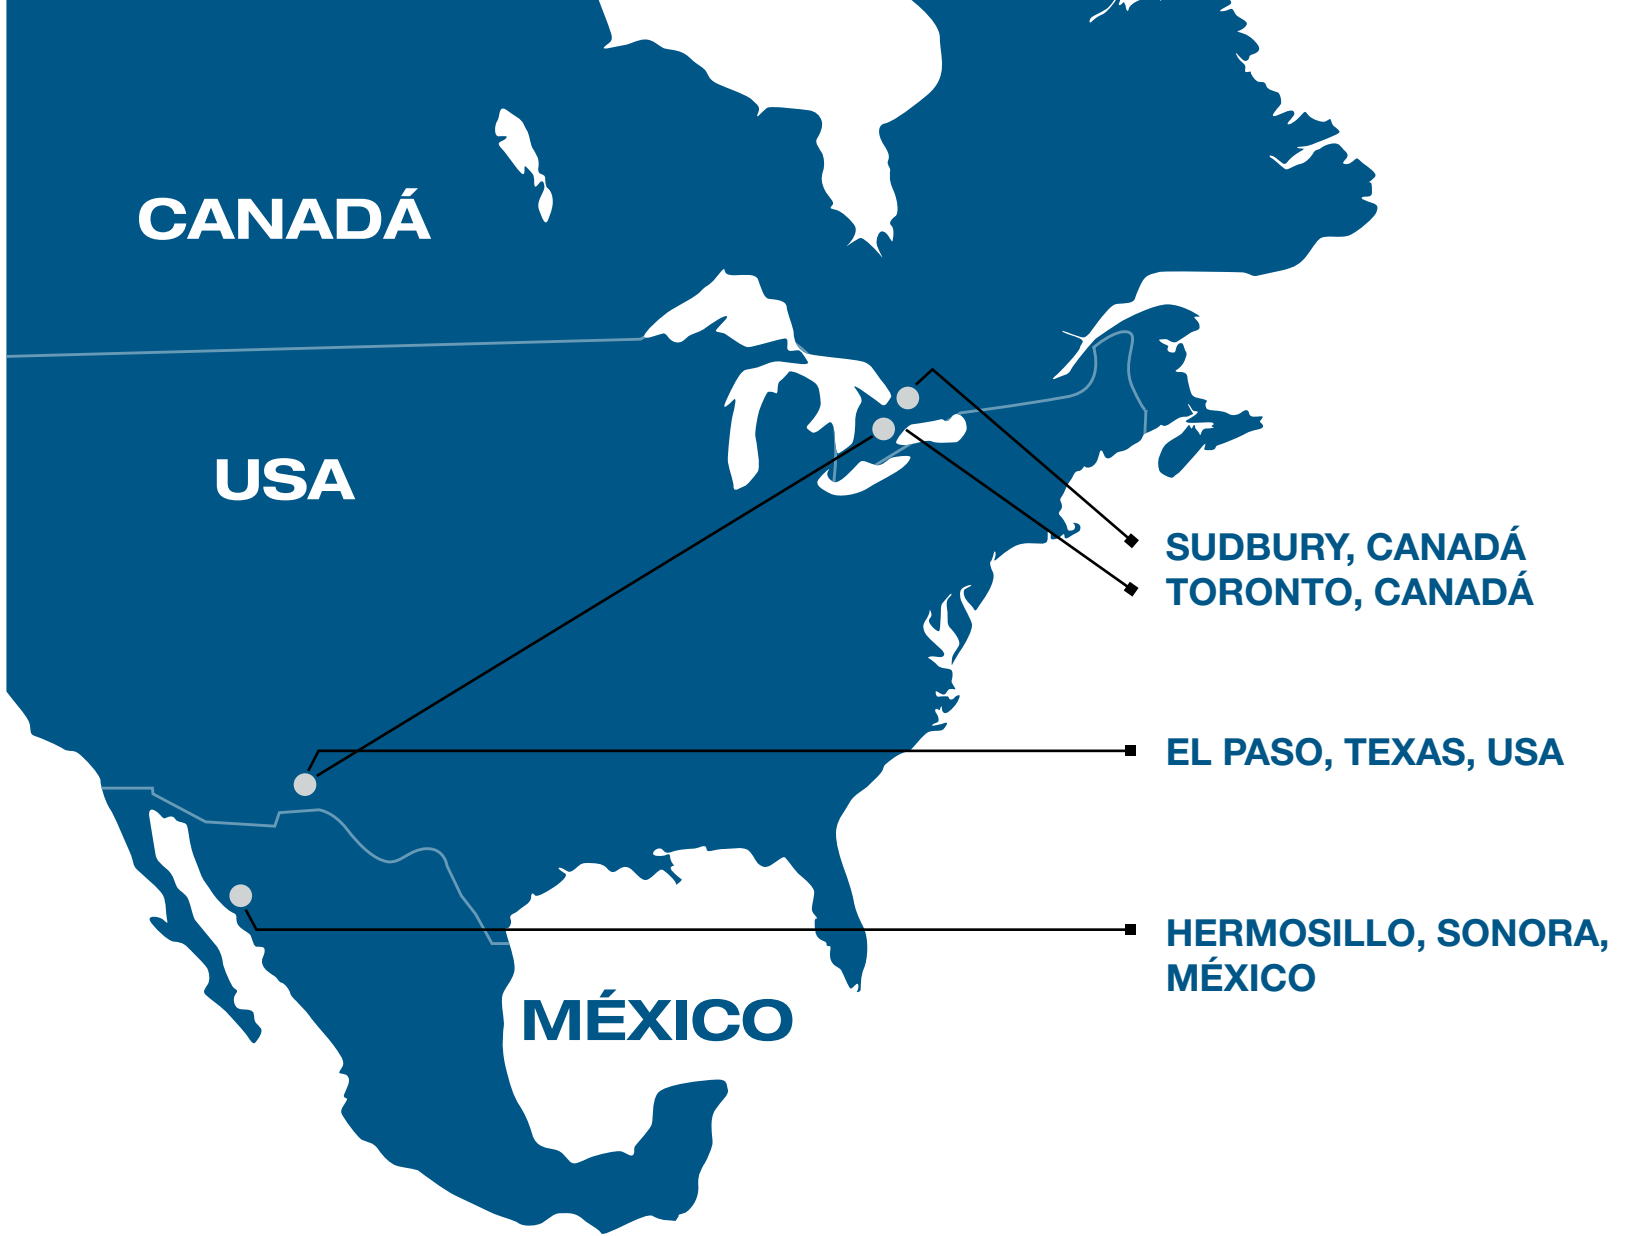 CANADÁ
USA
SUDBURY, CANADÁ
TORONTO, CANADÁ
EL PASO, TEXAS, USA
HERMOSILLO, SONORA,
MÉXICO
MÉXICO